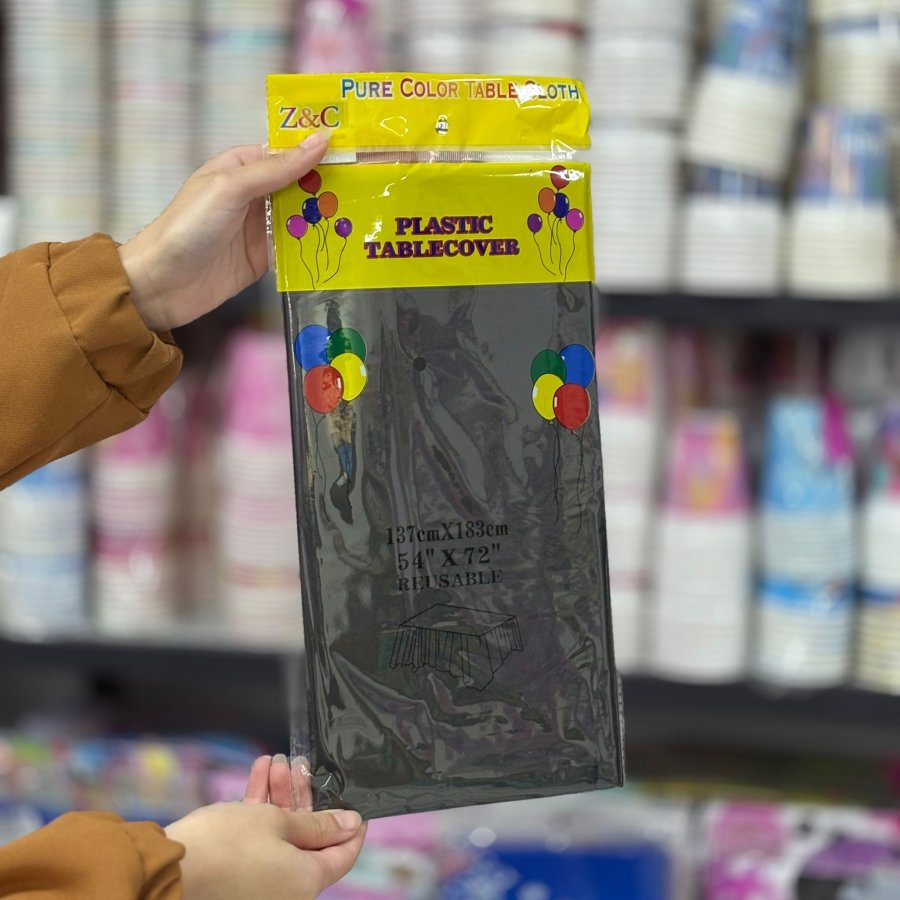 PURE COLOR TABLE CLOTH
Z&C
PLASTIC
TABLECOVER
137cmX183cm
54" X 72"
REUSABLE